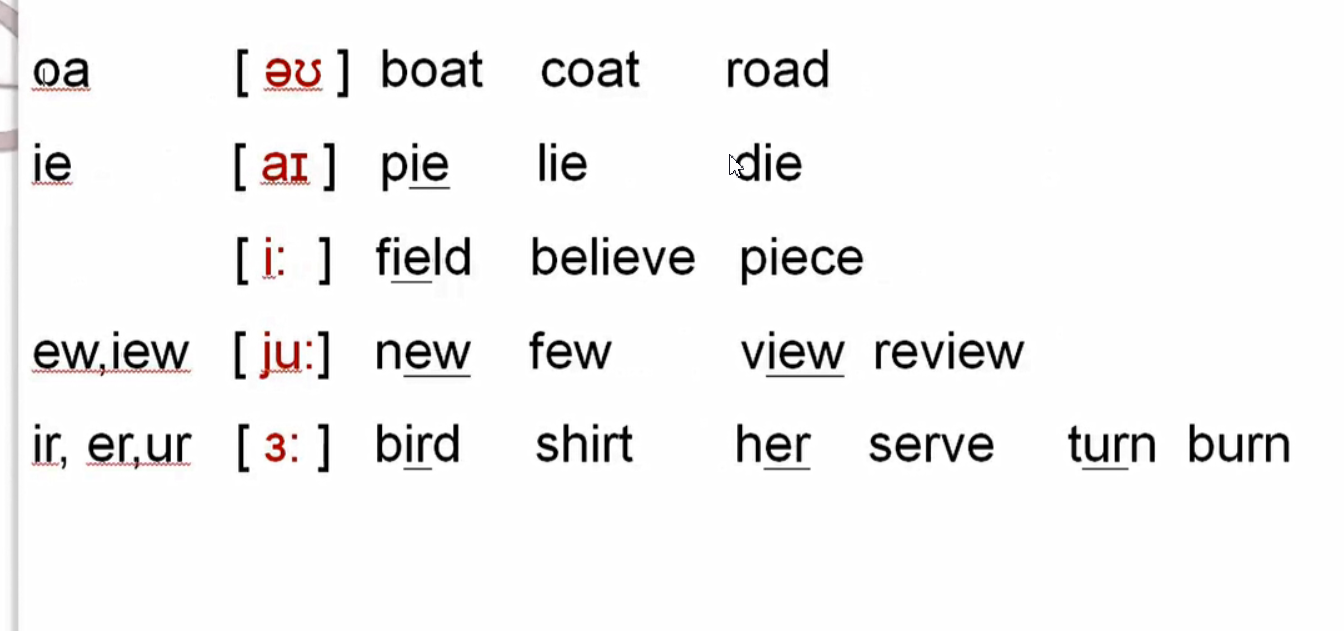 oa [ əʊ ] boat coat road
ie [ aɪ ] pie lie die
[ i: ] field believe piece
ew,iew [ ju:] new few view review
ir, er,ur [ ɜ: ] bird shirt her serve turn burn